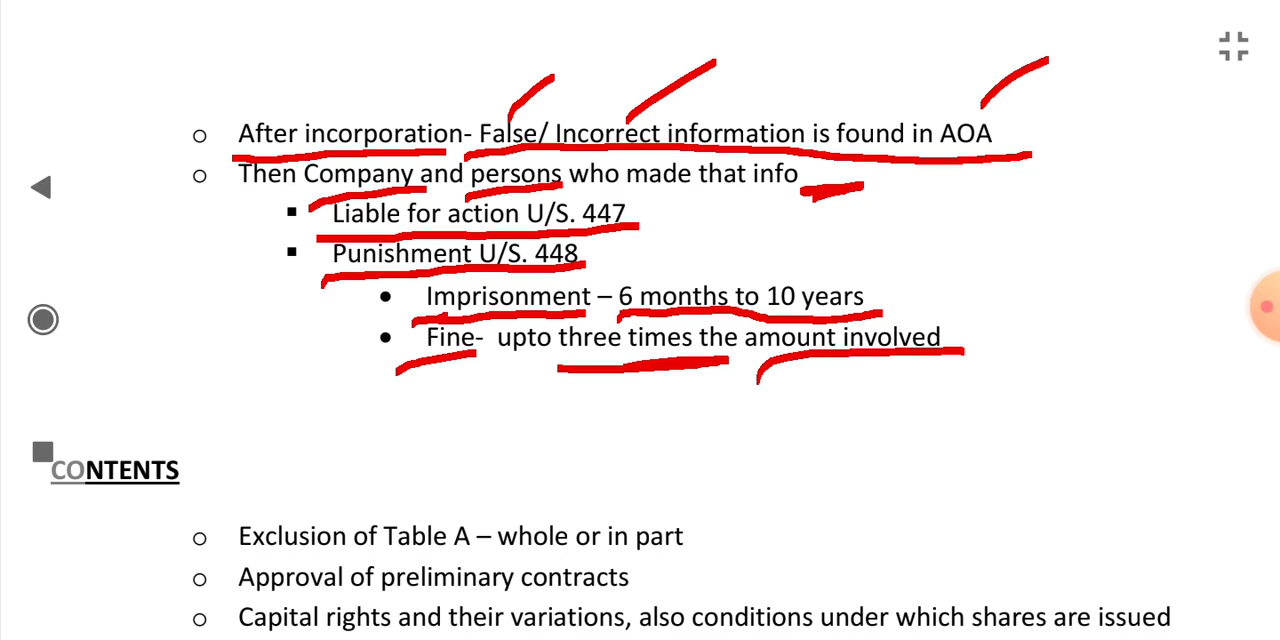 o After incorporation- False/ Incorrect information is found in AOA
o Then Company and persons who made that info
▪ Liable for action U/S. 447
▪ Punishment U/S. 448
• Imprisonment – 6 months to 10 years
• Fine- upto three times the amount involved
CONTENTS
o Exclusion of Table A – whole or in part
o Approval of preliminary contracts
o Capital rights and their variations, also conditions under which shares are issued